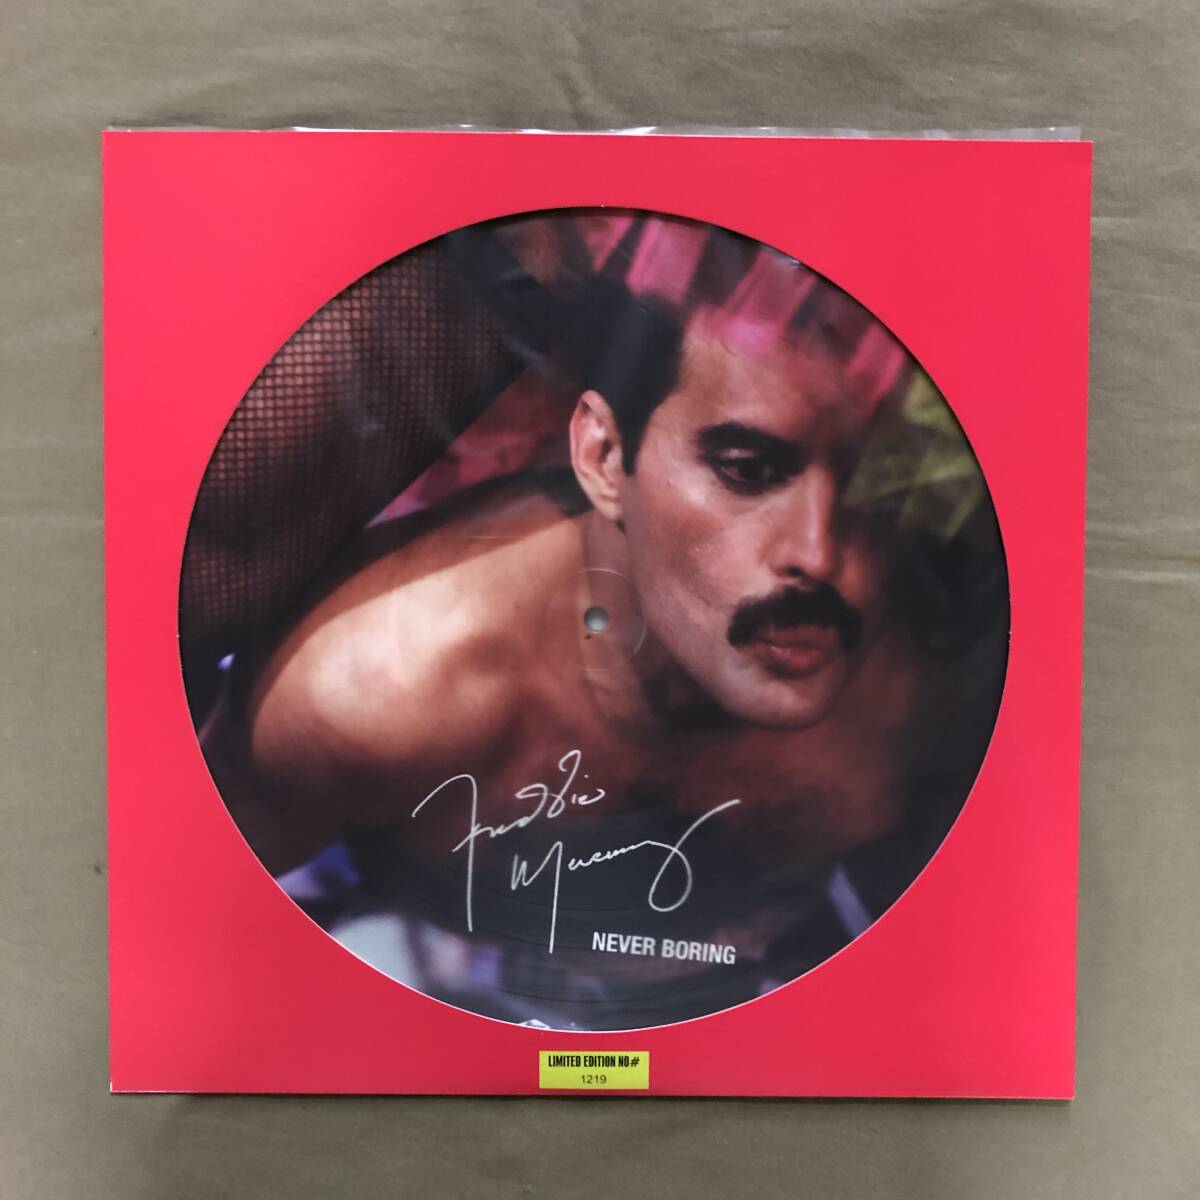 Freddie
Mercury
NEVER BORING
LIMITED EDITION NO#
1219